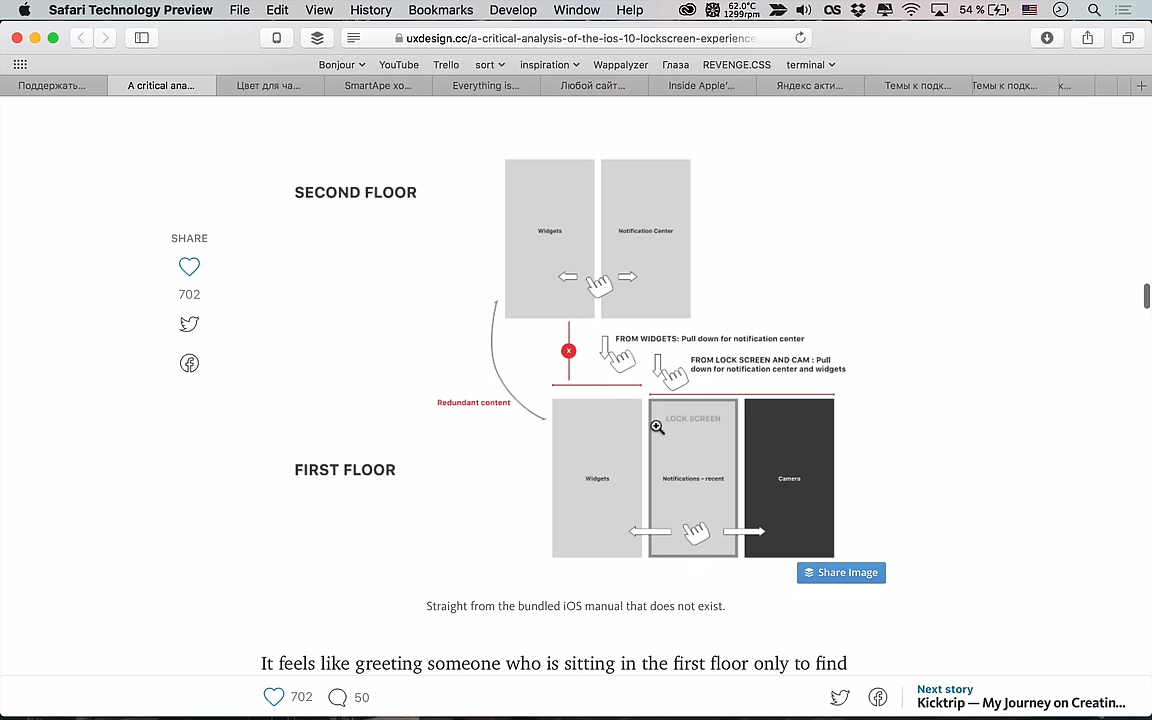 Safari Technology Preview File Edit View History Bookmarks Develop Window Help 62.0°C 1299rpm OS 54 %
uxdesign.cc/a-critical-analysis-of-the-ios-10-lockscreen-experience
Bonjour YouTube Trello sort inspiration Wappalyzer Глаза REVENGE.CSS terminal
Поддержать... A critical ana... Цвет для ча... SmartApe хо... Everything is... Любой сайт... Inside Apple'... Яндекс акти... Темы к подк... Темы к подк... к...
SECOND FLOOR
Widgets
Notification Center
SHARE
702
x
FROM WIDGETS: Pull down for notification center
FROM LOCK SCREEN AND CAM : Pull
down for notification center and widgets
Redundant content
LOCK SCREEN
FIRST FLOOR
Widgets
Notifications – recent
Camera
Share Image
Straight from the bundled iOS manual that does not exist.
It feels like greeting someone who is sitting in the first floor only to find
702
50
Next story
Kicktrip — My Journey on Creatin...